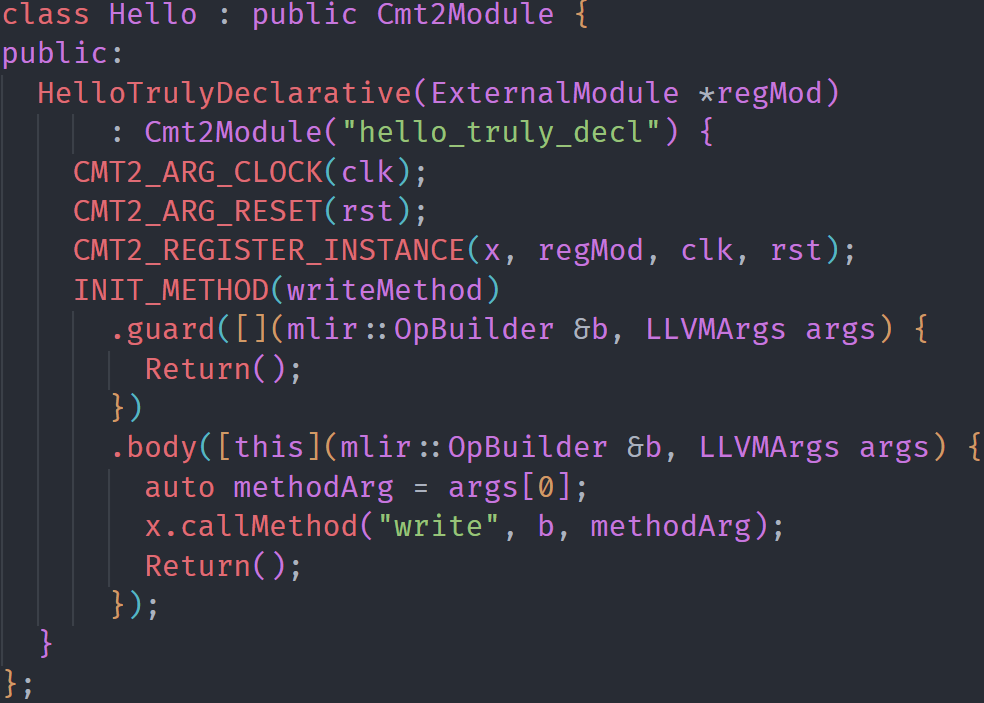 class Hello : public Cmt2Module {
public:
  HelloTrulyDeclarative(ExternalModule *regMod)
      : Cmt2Module("hello_truly_decl") {
    CMT2_ARG_CLOCK(clk);
    CMT2_ARG_RESET(rst);
    CMT2_REGISTER_INSTANCE(x, regMod, clk, rst);
    INIT_METHOD(writeMethod)
      .guard([](mlir::OpBuilder &b, LLVMArgs args) {
        Return();
      })
      .body([this](mlir::OpBuilder &b, LLVMArgs args) {
        auto methodArg = args[0];
        x.callMethod("write", b, methodArg);
        Return();
      });
  }
};